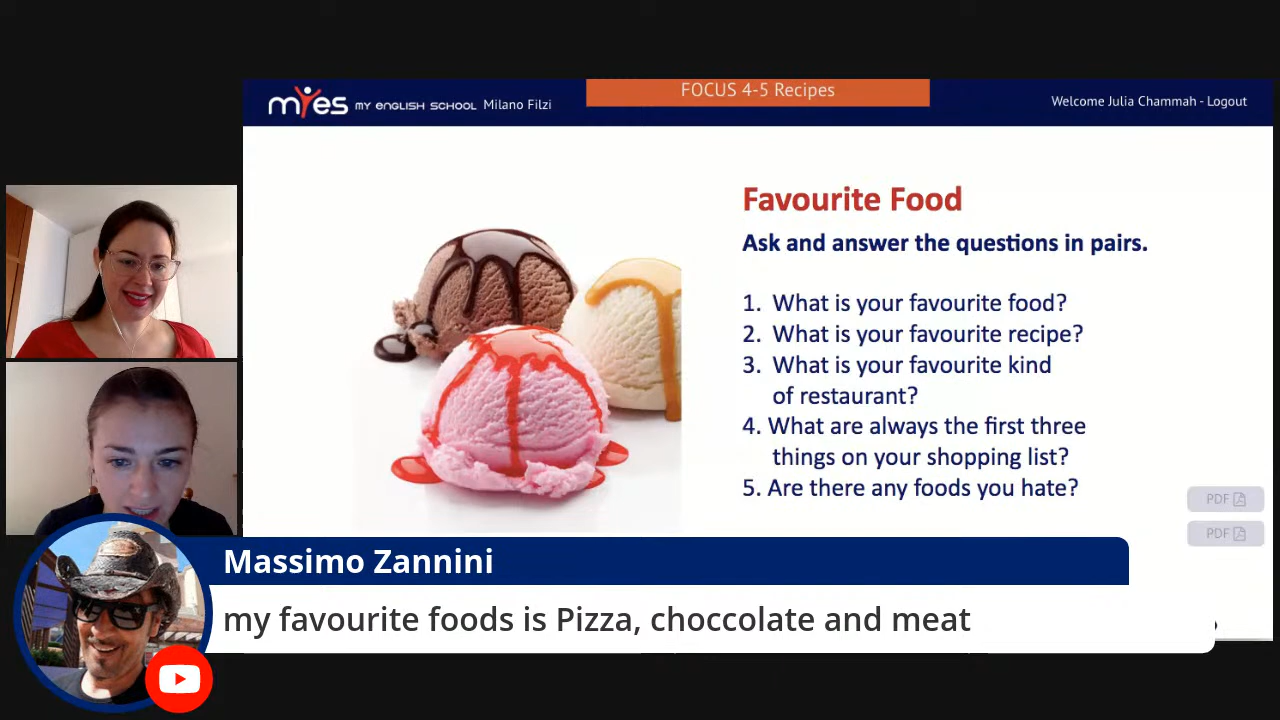 FOCUS 4-5 Recipes
myes MY ENGLISH SCHOOL Milano Filzi
Welcome Julia Chammah - Logout
Favourite Food
Ask and answer the questions in pairs.
1. What is your favourite food?
2. What is your favourite recipe?
3. What is your favourite kind
of restaurant?
4. What are always the first three
things on your shopping list?
5. Are there any foods you hate?
PDF
PDF
Massimo Zannini
my favourite foods is Pizza, choccolate and meat